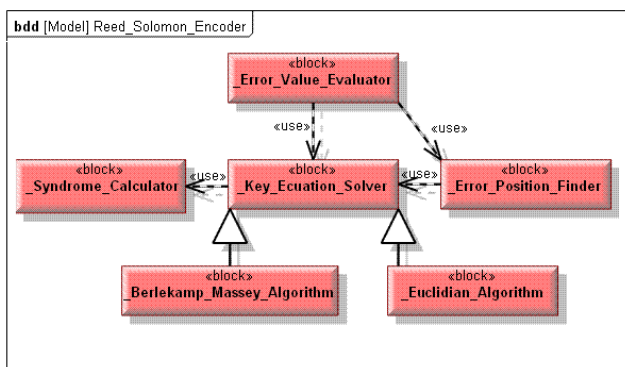 bdd [Model] Reed_Solomon_Encoder
«block»
_Error_Value_Evaluator
«use»
«use»
«block»
_Syndrome_Calculator
«use»
«block»
_Key_Ecuation_Solver
«use»
«block»
_Error_Position_Finder
«block»
_Berlekamp_Massey_Algorithm
«block»
_Euclidian_Algorithm